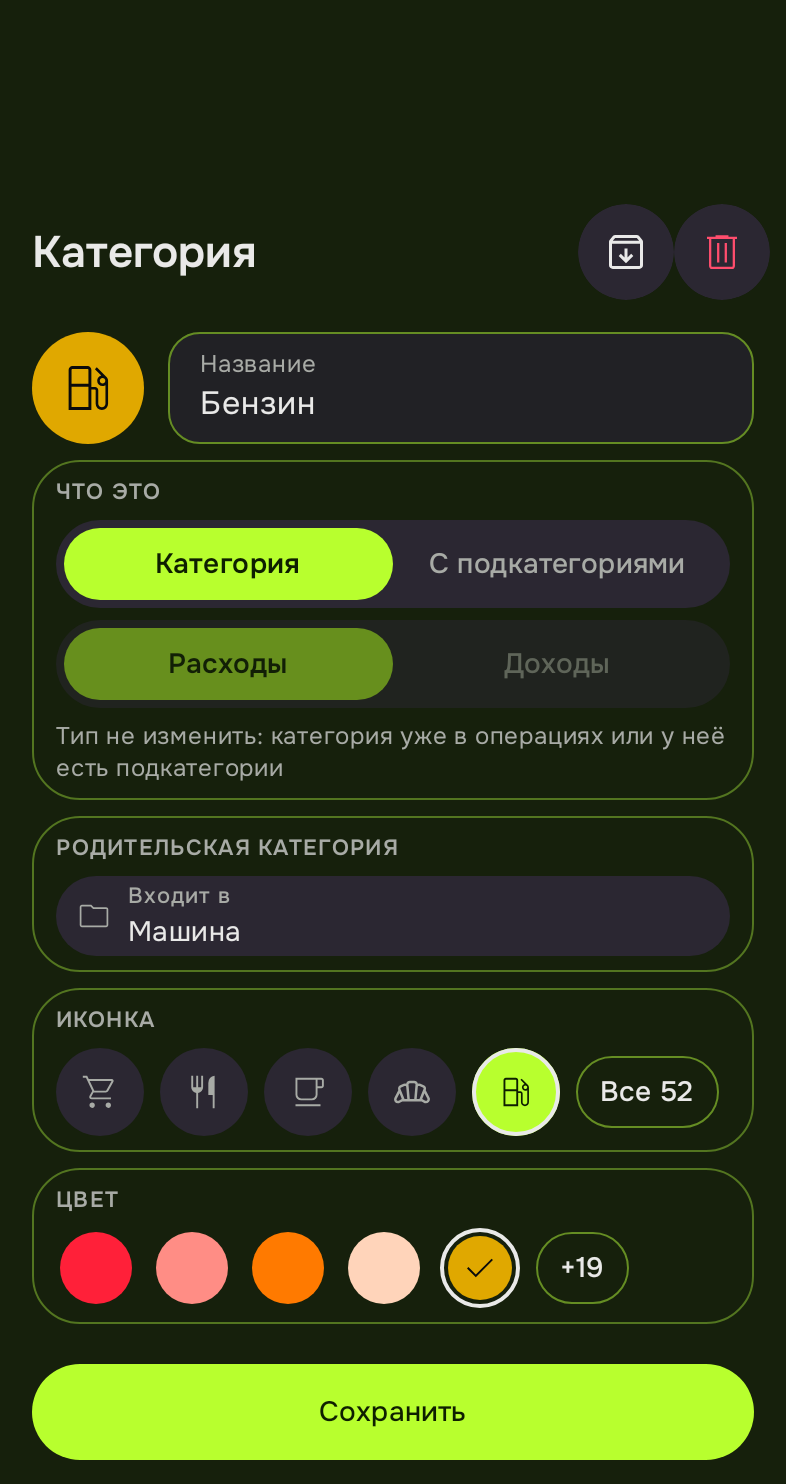 Категория
Название
Бензин
ЧТО ЭТО
Категория
С подкатегориями
Расходы
Доходы
Тип не изменить: категория уже в операциях или у неё
есть подкатегории
РОДИТЕЛЬСКАЯ КАТЕГОРИЯ
Входит в
Машина
ИКОНКА
Все 52
ЦВЕТ
+19
Сохранить